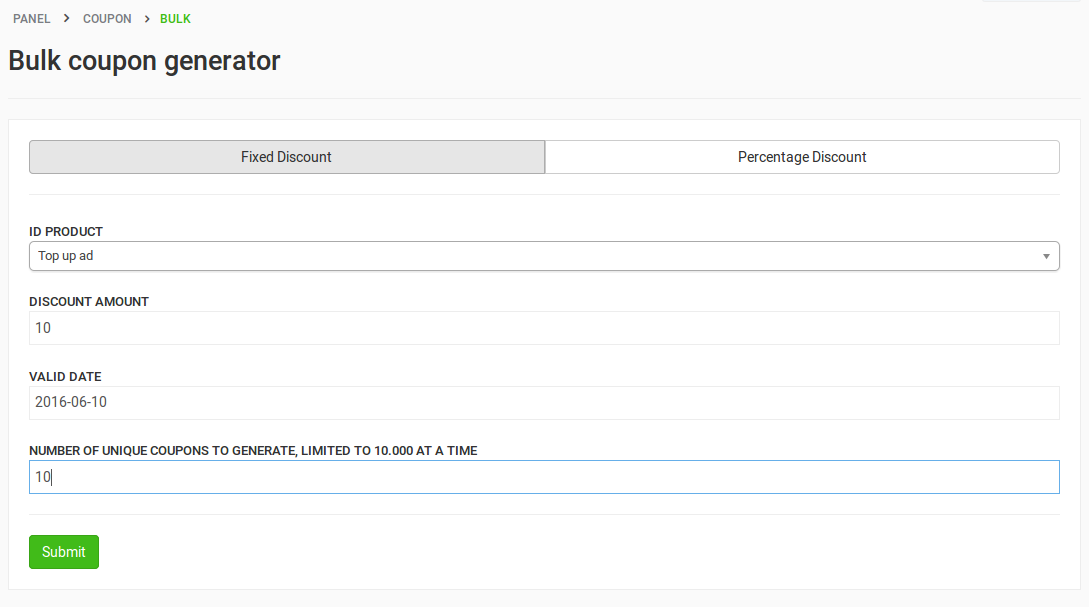 PANEL > COUPON > BULK
Bulk coupon generator
Fixed Discount Percentage Discount
ID PRODUCT
Top up ad
DISCOUNT AMOUNT
10
VALID DATE
2016-06-10
NUMBER OF UNIQUE COUPONS TO GENERATE, LIMITED TO 10.000 AT A TIME
10
Submit